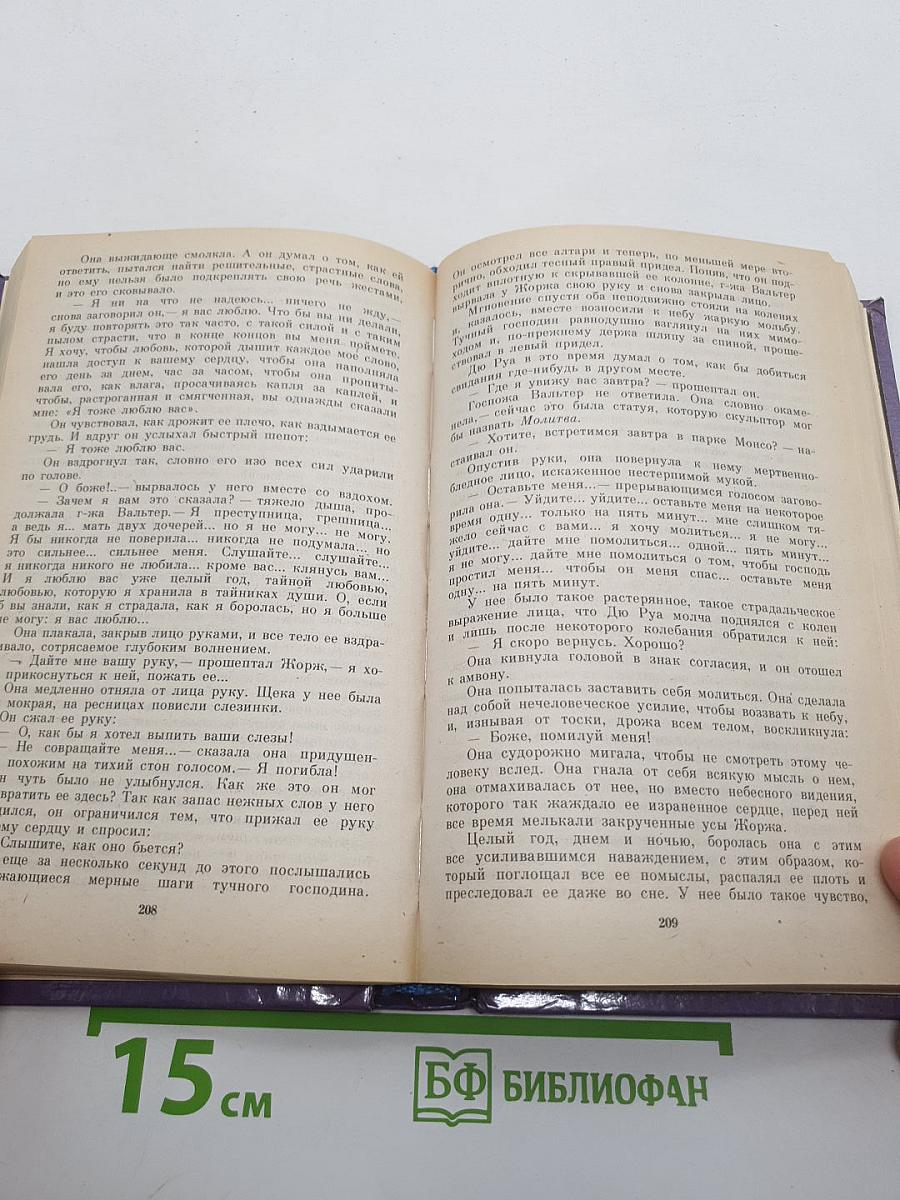 Она выжидающе смолкла. А он думал о том, как ей
ответить, пытался найти решительные, страстные слова,
но ему нельзя было подкреплять свою речь жестами,
и это его сковывало.
— Я ни на что не надеюсь... ничего не жду,—
снова заговорил он,— я вас люблю. Что бы вы ни делали,
я буду повторять это так часто, с такой силой и с таким
пылом страсти, что в конце концов вы меня поймете.
Я хочу, чтобы любовь, которой дышит каждое мое слово,
нашла доступ к вашему сердцу, чтобы она наполняла
его день за днем, час за часом, чтобы она пропиты-
вала его, как влага, просачиваясь капля за каплей, и
чтобы, растроганная и смягченная, вы однажды сказали
мне: «Я тоже люблю вас».
Он чувствовал, как дрожит ее плечо, как вздымается ее
грудь. И вдруг он услыхал быстрый шепот:
— Я тоже люблю вас.
Он вздрогнул так, словно его изо всех сил ударили
по голове.
— О боже!..— вырвалось у него вместе со вздохом.
— Зачем я вам это сказала? — тяжело дыша, про-
должала г-жа Вальтер.— Я преступница, грешница...
а ведь я... мать двух дочерей... но я не могу... не могу.
Я бы никогда не поверила... никогда не подумала... но
это сильнее... сильнее меня. Слушайте... слушайте...
я никогда никого не любила... кроме вас... клянусь вам...
И я люблю вас уже целый год, тайной любовью,
любовью, которую я хранила в тайниках души. О, если
б вы знали, как я страдала, как я боролась, но я больше
не могу: я вас люблю...
Она плакала, закрыв лицо руками, и все тело ее вздра-
ивало, сотрясаемое глубоким волнением.
— Дайте мне вашу руку,— прошептал Жорж,— я хо-
прикоснуться к ней, пожать ее...
Она медленно отняла от лица руку. Щека у нее была
мокрая, на ресницах повисли слезинки.
Он сжал ее руку:
— О, как бы я хотел выпить ваши слезы!
— Не совращайте меня...— сказала она придушен-
похожим на тихий стон голосом.— Я погибла!
н чуть было не улыбнулся. Как же это он мог
вратить ее здесь? Так как запас нежных слов у него
щился, он ограничился тем, что прижал ее руку
ему сердцу и спросил:
Слышите, как оно бьется?
еще за несколько секунд до этого послышались
жающиеся мерные шаги тучного господина.
208
Он осмотрел все алтари и теперь, по меньшей мере вто-
рично, обходил тесный правый придел. Поняв, что он под-
ходит вплотную к скрывавшей ее колонне, г-жа Вальтер
вырвала у Жоржа свою руку и снова закрыла лицо.
Мгновение спустя оба неподвижно стояли на коленях
и, казалось, вместе возносили к небу жаркую мольбу.
Тучный господин равнодушно взглянул на них мимо-
ходом и, по-прежнему держа шляпу за спиной, проше-
ствовал в левый придел.
Дю Руа в это время думал о том, как бы добиться
свидания где-нибудь в другом месте.
— Где я увижу вас завтра? — прошептал он.
Госпожа Вальтер не ответила. Она словно окаме-
нела,— сейчас это была статуя, которую скульптор мог
бы назвать Молитва.
— Хотите, встретимся завтра в парке Монсо? — на-
стаивал он.
Опустив руки, она повернула к нему мертвенно-
бледное лицо, искаженное нестерпимой мукой.
— Оставьте меня...— прерывающимся голосом загово-
рила она.— Уйдите... уйдите... оставьте меня на некоторое
время одну... только на пять минут... мне слишком тя-
жело сейчас с вами... я хочу молиться... я не могу...
уйдите... дайте мне помолиться... одной... пять минут...
я не могу... дайте мне помолиться о том, чтобы господь
простил меня... чтобы он меня спас... оставьте меня
одну... на пять минут.
У нее было такое растерянное, такое страдальческое
выражение лица, что Дю Руа молча поднялся с колен
и лишь после некоторого колебания обратился к ней:
— Я скоро вернусь. Хорошо?
Она кивнула головой в знак согласия, и он отошел
к амвону.
Она попыталась заставить себя молиться. Она сделала
над собой нечеловеческое усилие, чтобы воззвать к небу,
и, изнывая от тоски, дрожа всем телом, воскликнула:
— Боже, помилуй меня!
Она судорожно мигала, чтобы не смотреть этому че-
ловеку вслед. Она гнала от себя всякую мысль о нем,
она отмахивалась от нее, но вместо небесного видения,
которого так жаждало ее израненное сердце, перед ней
все время мелькали закрученные усы Жоржа.
Целый год, днем и ночью, боролась она с этим
все усиливавшимся наваждением, с этим образом, ко-
торый поглощал все ее помыслы, распалял ее плоть и
преследовал ее даже во сне. У нее было такое чувство,
209
15 см
БФ БИБЛИОФАН